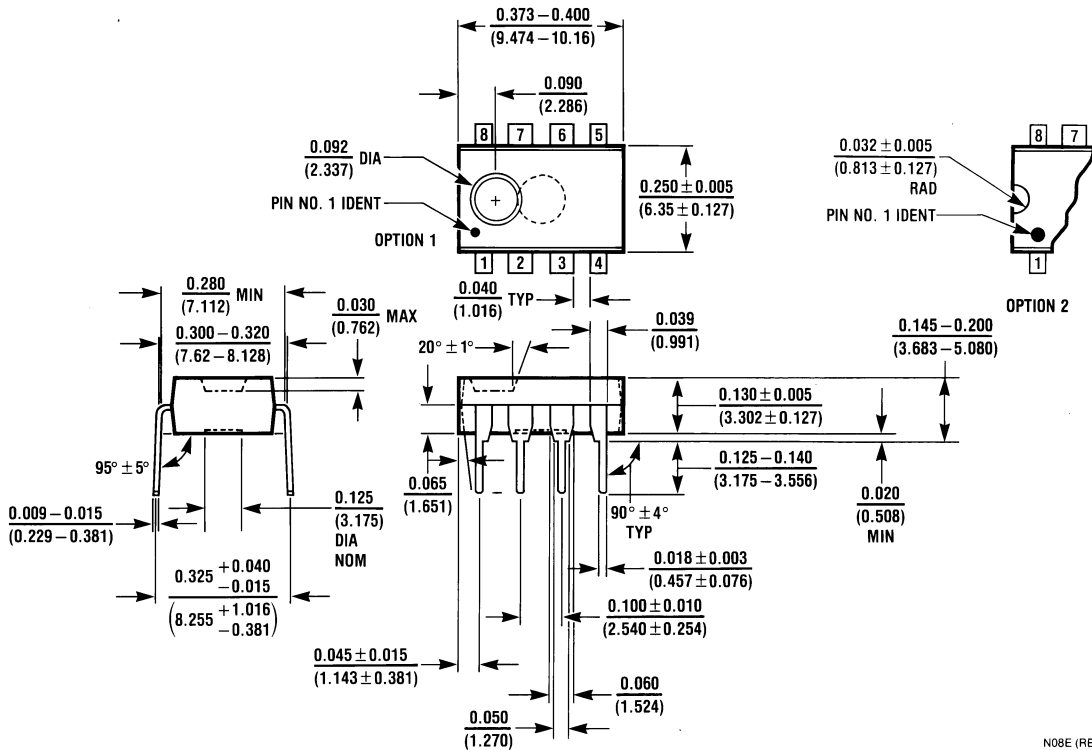 0.373 – 0.400
(9.474 – 10.16)
0.090
(2.286)
8 7 6 5
0.092 DIA
(2.337)
PIN NO. 1 IDENT
OPTION 1
0.250 ± 0.005
(6.35 ± 0.127)
1 2 3 4
8 7
0.032 ± 0.005
(0.813 ± 0.127)
RAD
PIN NO. 1 IDENT
1
OPTION 2
0.280 MIN
(7.112)
0.030 MAX
(0.762)
0.300 – 0.320
(7.62 – 8.128)
0.040 TYP
(1.016)
0.039
(0.991)
20° ± 1°
0.145 – 0.200
(3.683 – 5.080)
0.130 ± 0.005
(3.302 ± 0.127)
95° ± 5°
0.065
(1.651)
0.125 – 0.140
(3.175 – 3.556)
90° ± 4°
TYP
0.020
(0.508)
MIN
0.009 – 0.015
(0.229 – 0.381)
0.125
(3.175)
DIA
NOM
0.018 ± 0.003
(0.457 ± 0.076)
0.325 +0.040
–0.015
(8.255 +1.016
–0.381)
0.100 ± 0.010
(2.540 ± 0.254)
0.045 ± 0.015
(1.143 ± 0.381)
0.060
(1.524)
0.050
(1.270)
N08E (RE